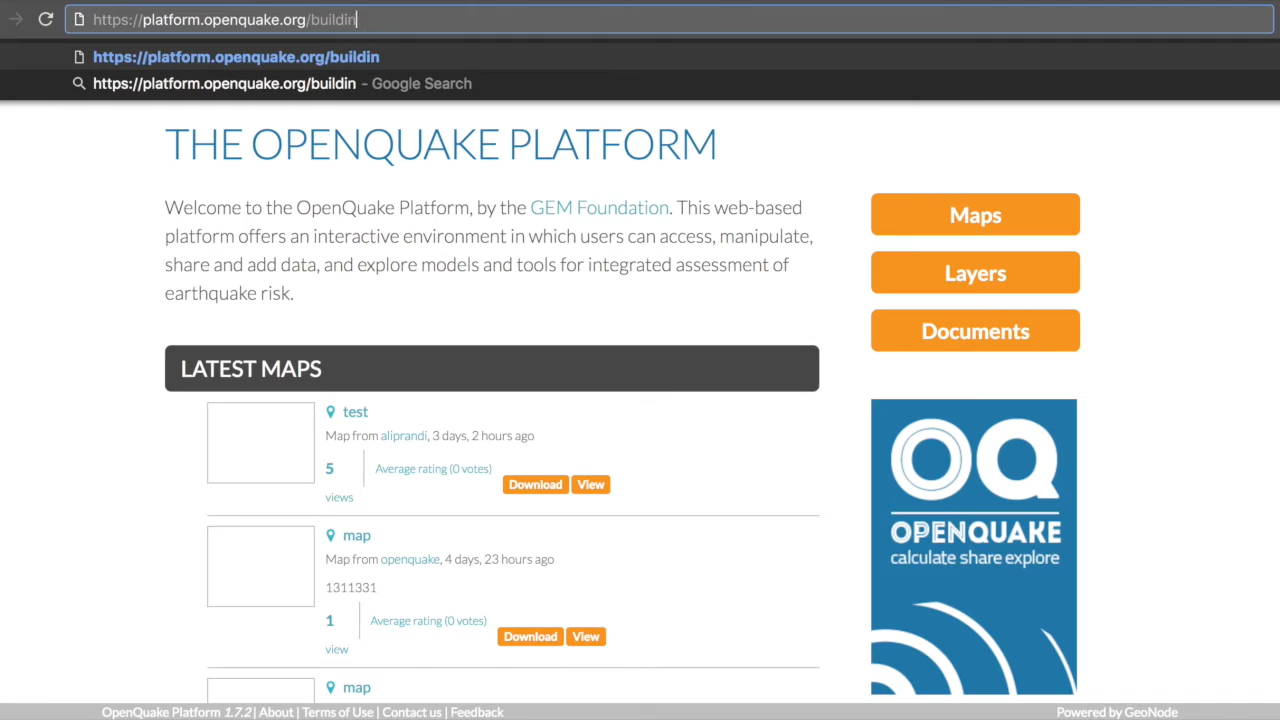 https://platform.openquake.org/buildin
https://platform.openquake.org/buildin
https://platform.openquake.org/buildin - Google Search
THE OPENQUAKE PLATFORM
Welcome to the OpenQuake Platform, by the GEM Foundation. This web-based
platform offers an interactive environment in which users can access, manipulate,
share and add data, and explore models and tools for integrated assessment of
earthquake risk.
Maps
Layers
Documents
LATEST MAPS
test
Map from aliprandi, 3 days, 2 hours ago
5
Average rating (0 votes)
Download View
views
map
Map from openquake, 4 days, 23 hours ago
1311331
1
Average rating (0 votes)
Download View
view
map
OQ
OPENQUAKE
calculate share explore
OpenQuake Platform 1.7.2 | About | Terms of Use | Contact us | Feedback
Powered by GeoNode